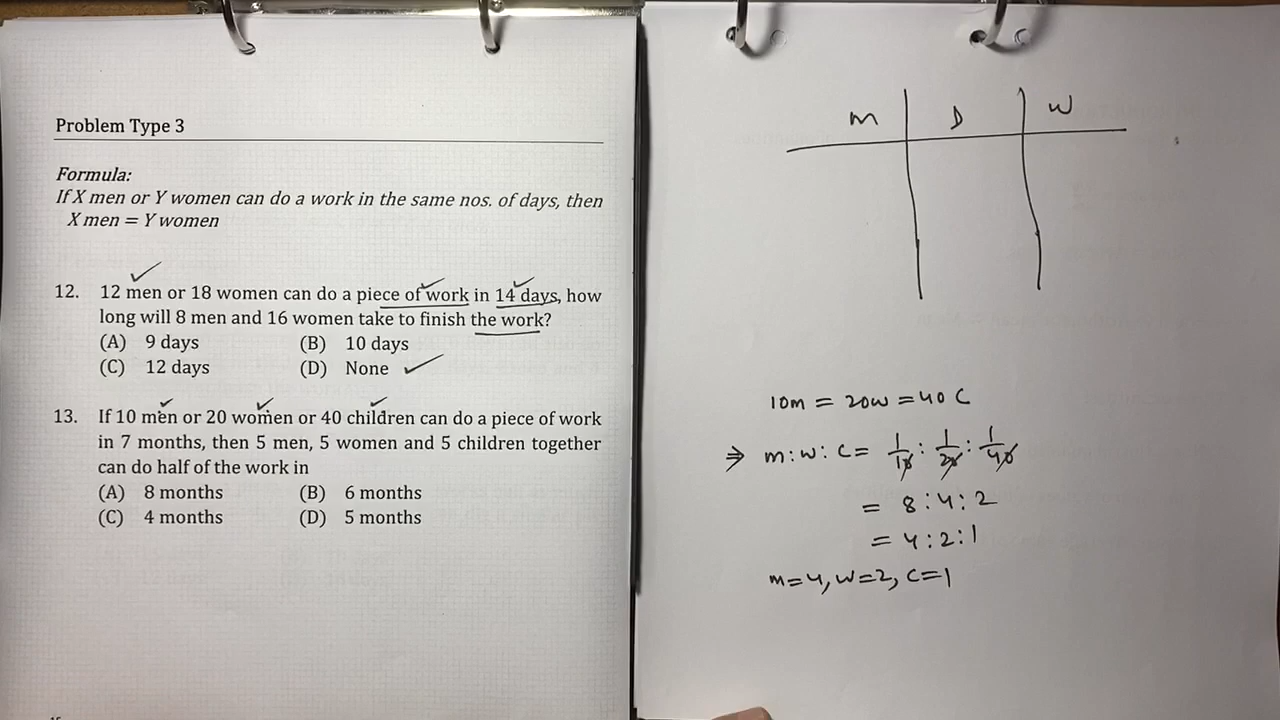 Problem Type 3
Formula:
If X men or Y women can do a work in the same nos. of days, then
X men = Y women
12. 12 men or 18 women can do a piece of work in 14 days, how
long will 8 men and 16 women take to finish the work?
(A) 9 days (B) 10 days
(C) 12 days (D) None
13. If 10 men or 20 women or 40 children can do a piece of work
in 7 months, then 5 men, 5 women and 5 children together
can do half of the work in
(A) 8 months (B) 6 months
(C) 4 months (D) 5 months
m D W
10m = 20w = 40 C
⇒ m : w : C = 1/10 : 1/20 : 1/40
= 8 : 4 : 2
= 4 : 2 : 1
m=4, w=2, c=1